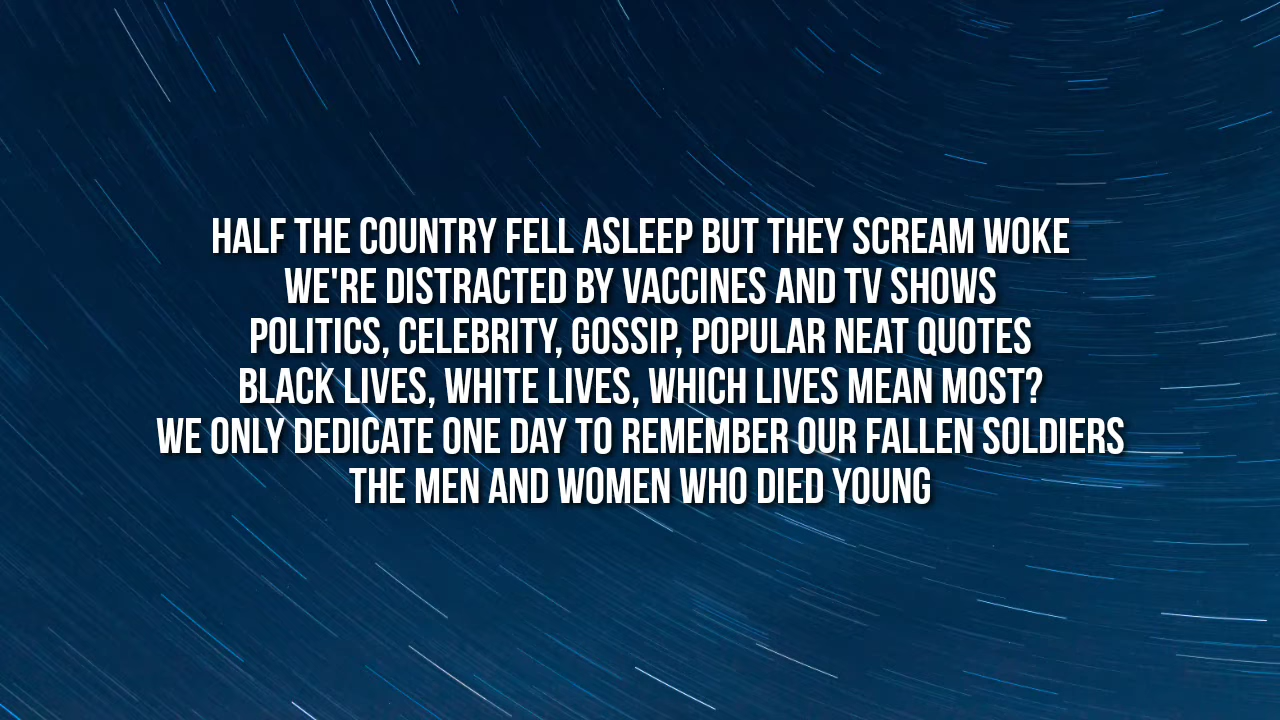 HALF THE COUNTRY FELL ASLEEP BUT THEY SCREAM WOKE
WE'RE DISTRACTED BY VACCINES AND TV SHOWS
POLITICS, CELEBRITY, GOSSIP, POPULAR NEAT QUOTES
BLACK LIVES, WHITE LIVES, WHICH LIVES MEAN MOST?
WE ONLY DEDICATE ONE DAY TO REMEMBER OUR FALLEN SOLDIERS
THE MEN AND WOMEN WHO DIED YOUNG